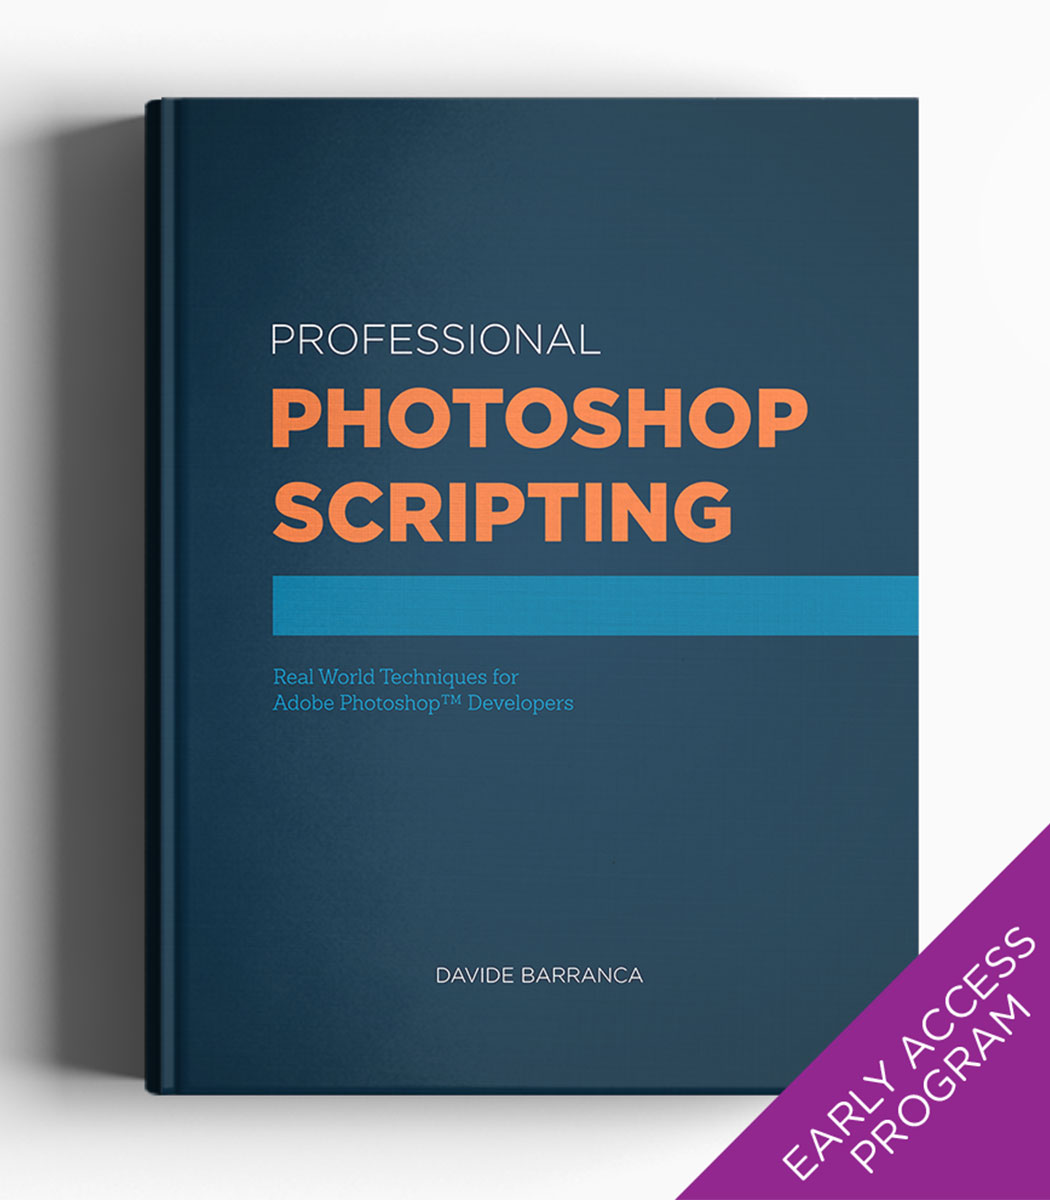 PROFESSIONAL
PHOTOSHOP
SCRIPTING
Real World Techniques for
Adobe Photoshop™ Developers
DAVIDE BARRANCA
EARLY ACCESS
PROGRAM